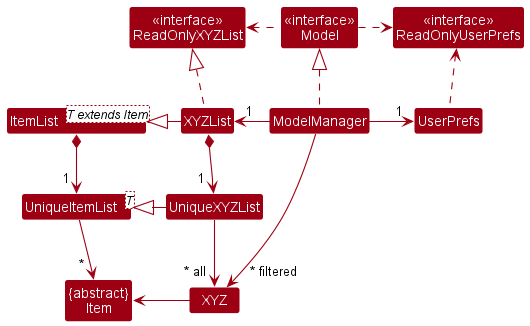 «interface»
ReadOnlyXYZList
«interface»
Model
«interface»
ReadOnlyUserPrefs
ItemList
T extends Item
XYZList
1
ModelManager
1
UserPrefs
1
1
UniqueItemList
T
UniqueXYZList
*
* all
* filtered
{abstract}
Item
XYZ